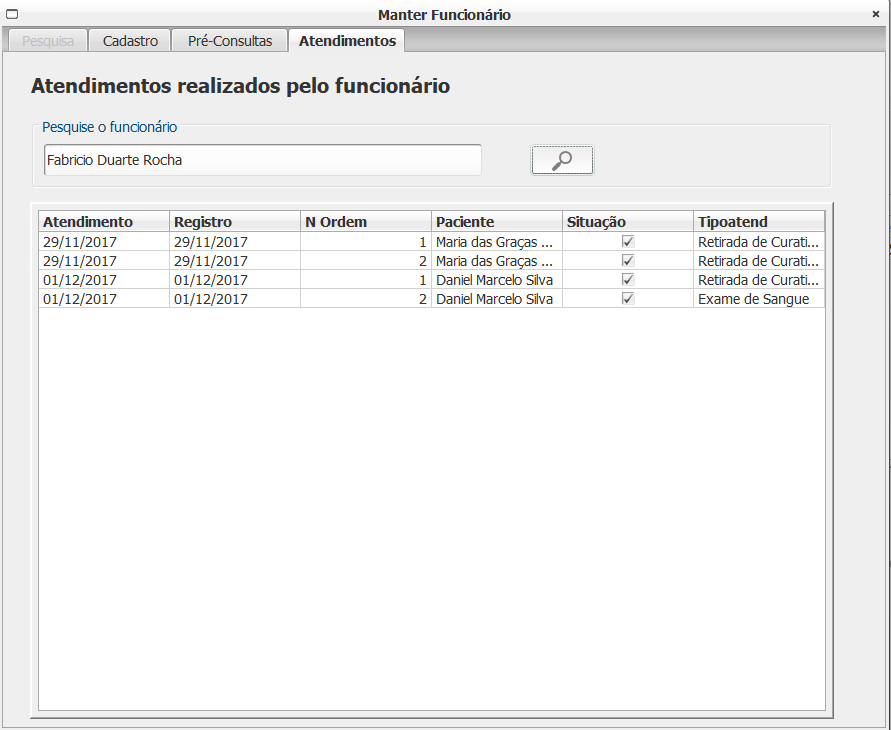 Manter Funcionário
Pesquisa Cadastro Pré-Consultas Atendimentos
Atendimentos realizados pelo funcionário
Pesquise o funcionário
Fabricio Duarte Rocha
Atendimento Registro N Ordem Paciente Situação Tipoatend
29/11/2017 29/11/2017 1 Maria das Graças ... Retirada de Curati...
29/11/2017 29/11/2017 2 Maria das Graças ... Retirada de Curati...
01/12/2017 01/12/2017 1 Daniel Marcelo Silva Retirada de Curati...
01/12/2017 01/12/2017 2 Daniel Marcelo Silva Exame de Sangue